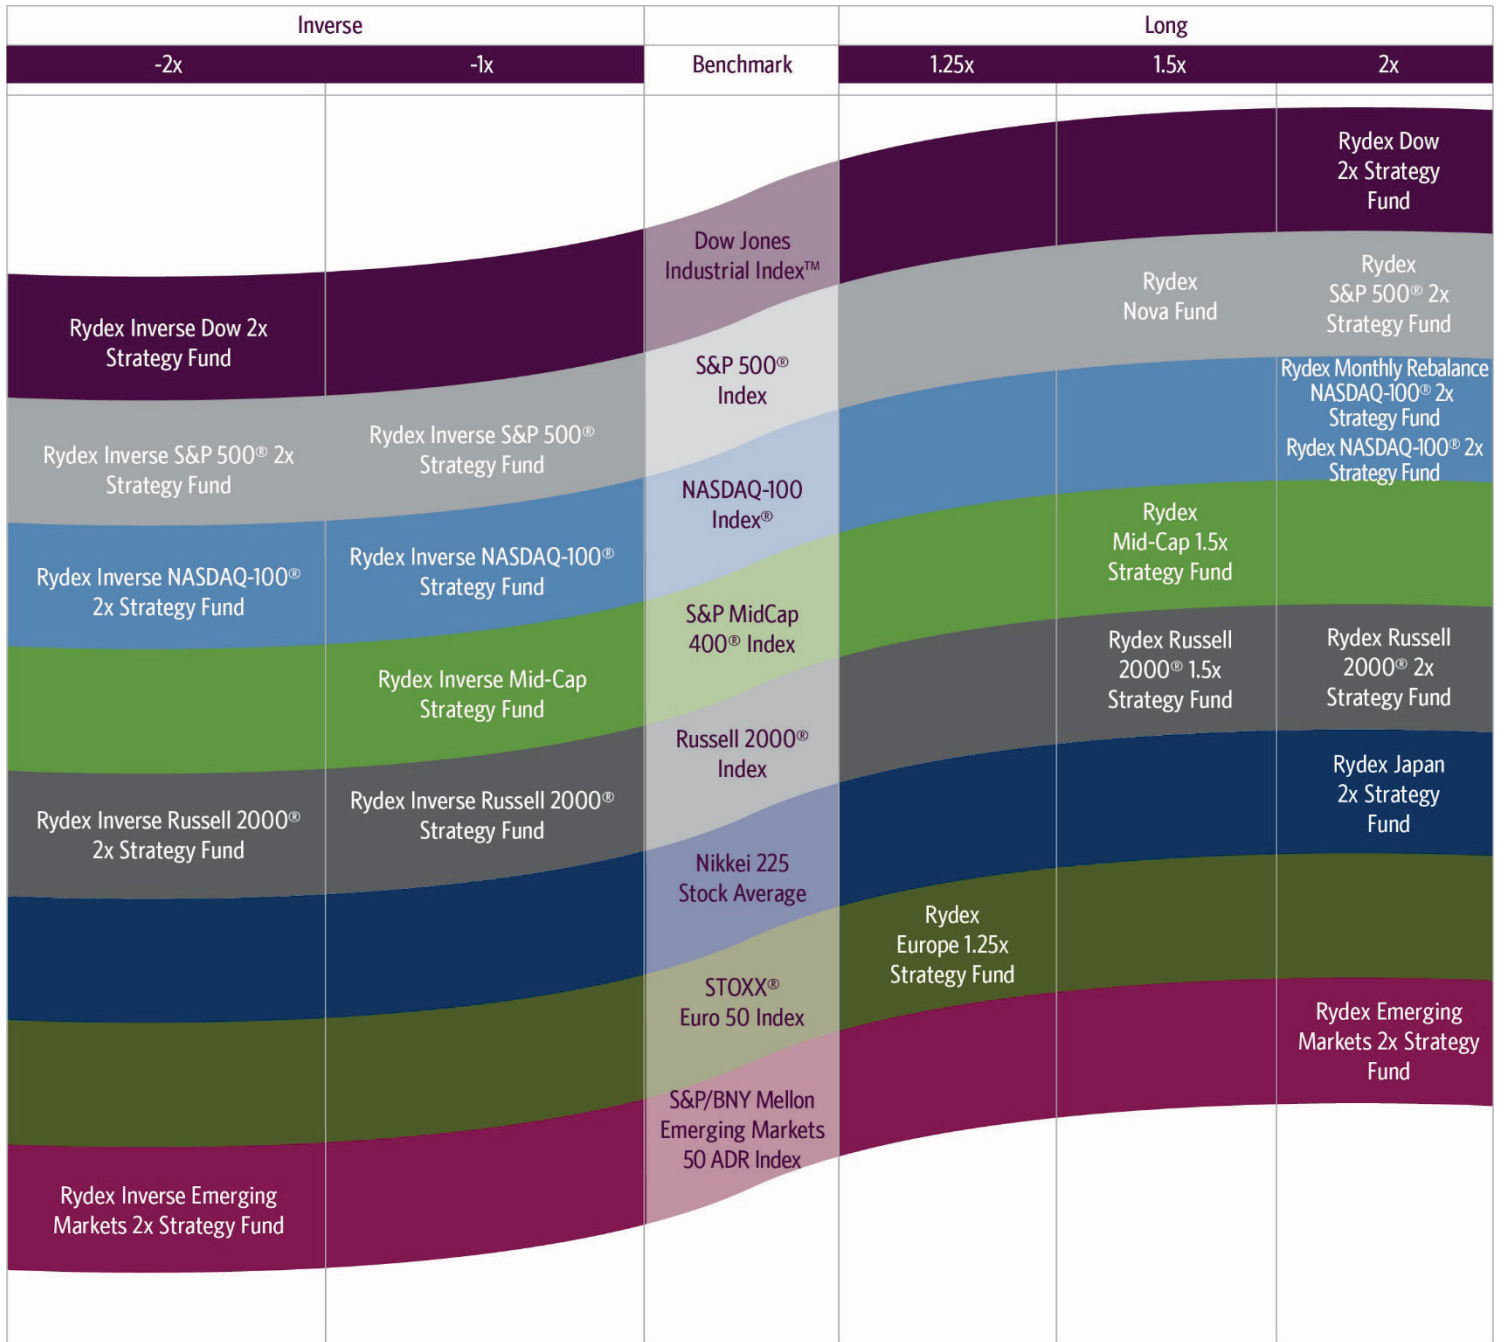 Inverse
Long
-2x
-1x
Benchmark
1.25x
1.5x
2x
Rydex Dow
2x Strategy
Fund
Dow Jones
Industrial Index™
Rydex Inverse Dow 2x
Strategy Fund
Rydex
Nova Fund
Rydex
S&P 500® 2x
Strategy Fund
S&P 500®
Index
Rydex Inverse S&P 500®
Strategy Fund
Rydex Inverse S&P 500® 2x
Strategy Fund
Rydex Monthly Rebalance
NASDAQ-100® 2x
Strategy Fund
Rydex NASDAQ-100® 2x
Strategy Fund
NASDAQ-100
Index®
Rydex Inverse NASDAQ-100®
Strategy Fund
Rydex Inverse NASDAQ-100®
2x Strategy Fund
Rydex
Mid-Cap 1.5x
Strategy Fund
S&P MidCap
400® Index
Rydex Inverse Mid-Cap
Strategy Fund
Rydex Russell
2000® 1.5x
Strategy Fund
Rydex Russell
2000® 2x
Strategy Fund
Russell 2000®
Index
Rydex Inverse Russell 2000®
Strategy Fund
Rydex Inverse Russell 2000®
2x Strategy Fund
Rydex Japan
2x Strategy
Fund
Nikkei 225
Stock Average
Rydex
Europe 1.25x
Strategy Fund
STOXX®
Euro 50 Index
Rydex Emerging
Markets 2x Strategy
Fund
S&P/BNY Mellon
Emerging Markets
50 ADR Index
Rydex Inverse Emerging
Markets 2x Strategy Fund